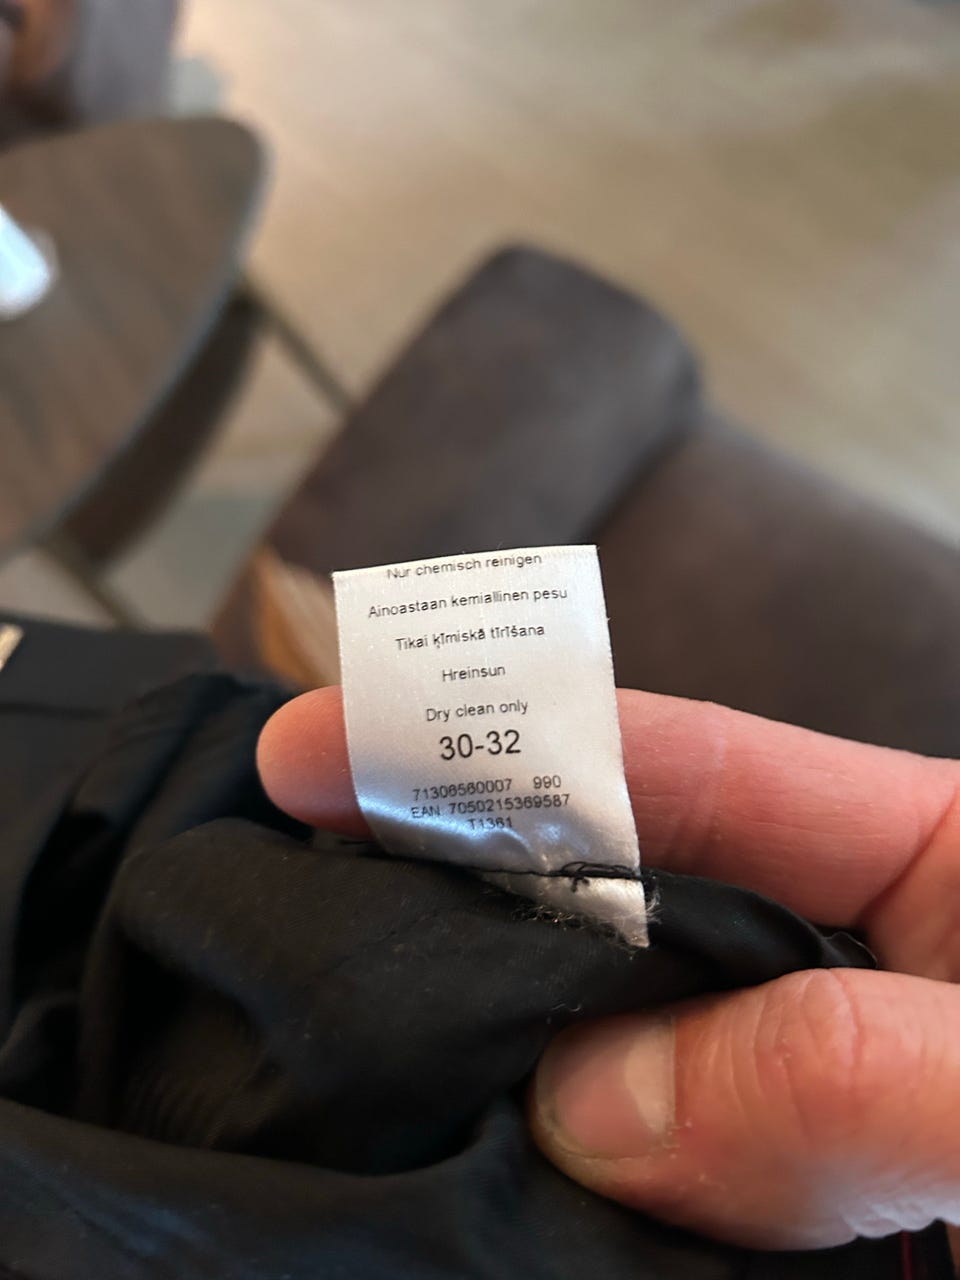 Nur chemisch reinigen
Ainoastaan kemiallinen pesu
Tikai ķīmiskā tīrīšana
Hreinsun
Dry clean only
30-32
71306560007 990
EAN 7050215369587
T1361